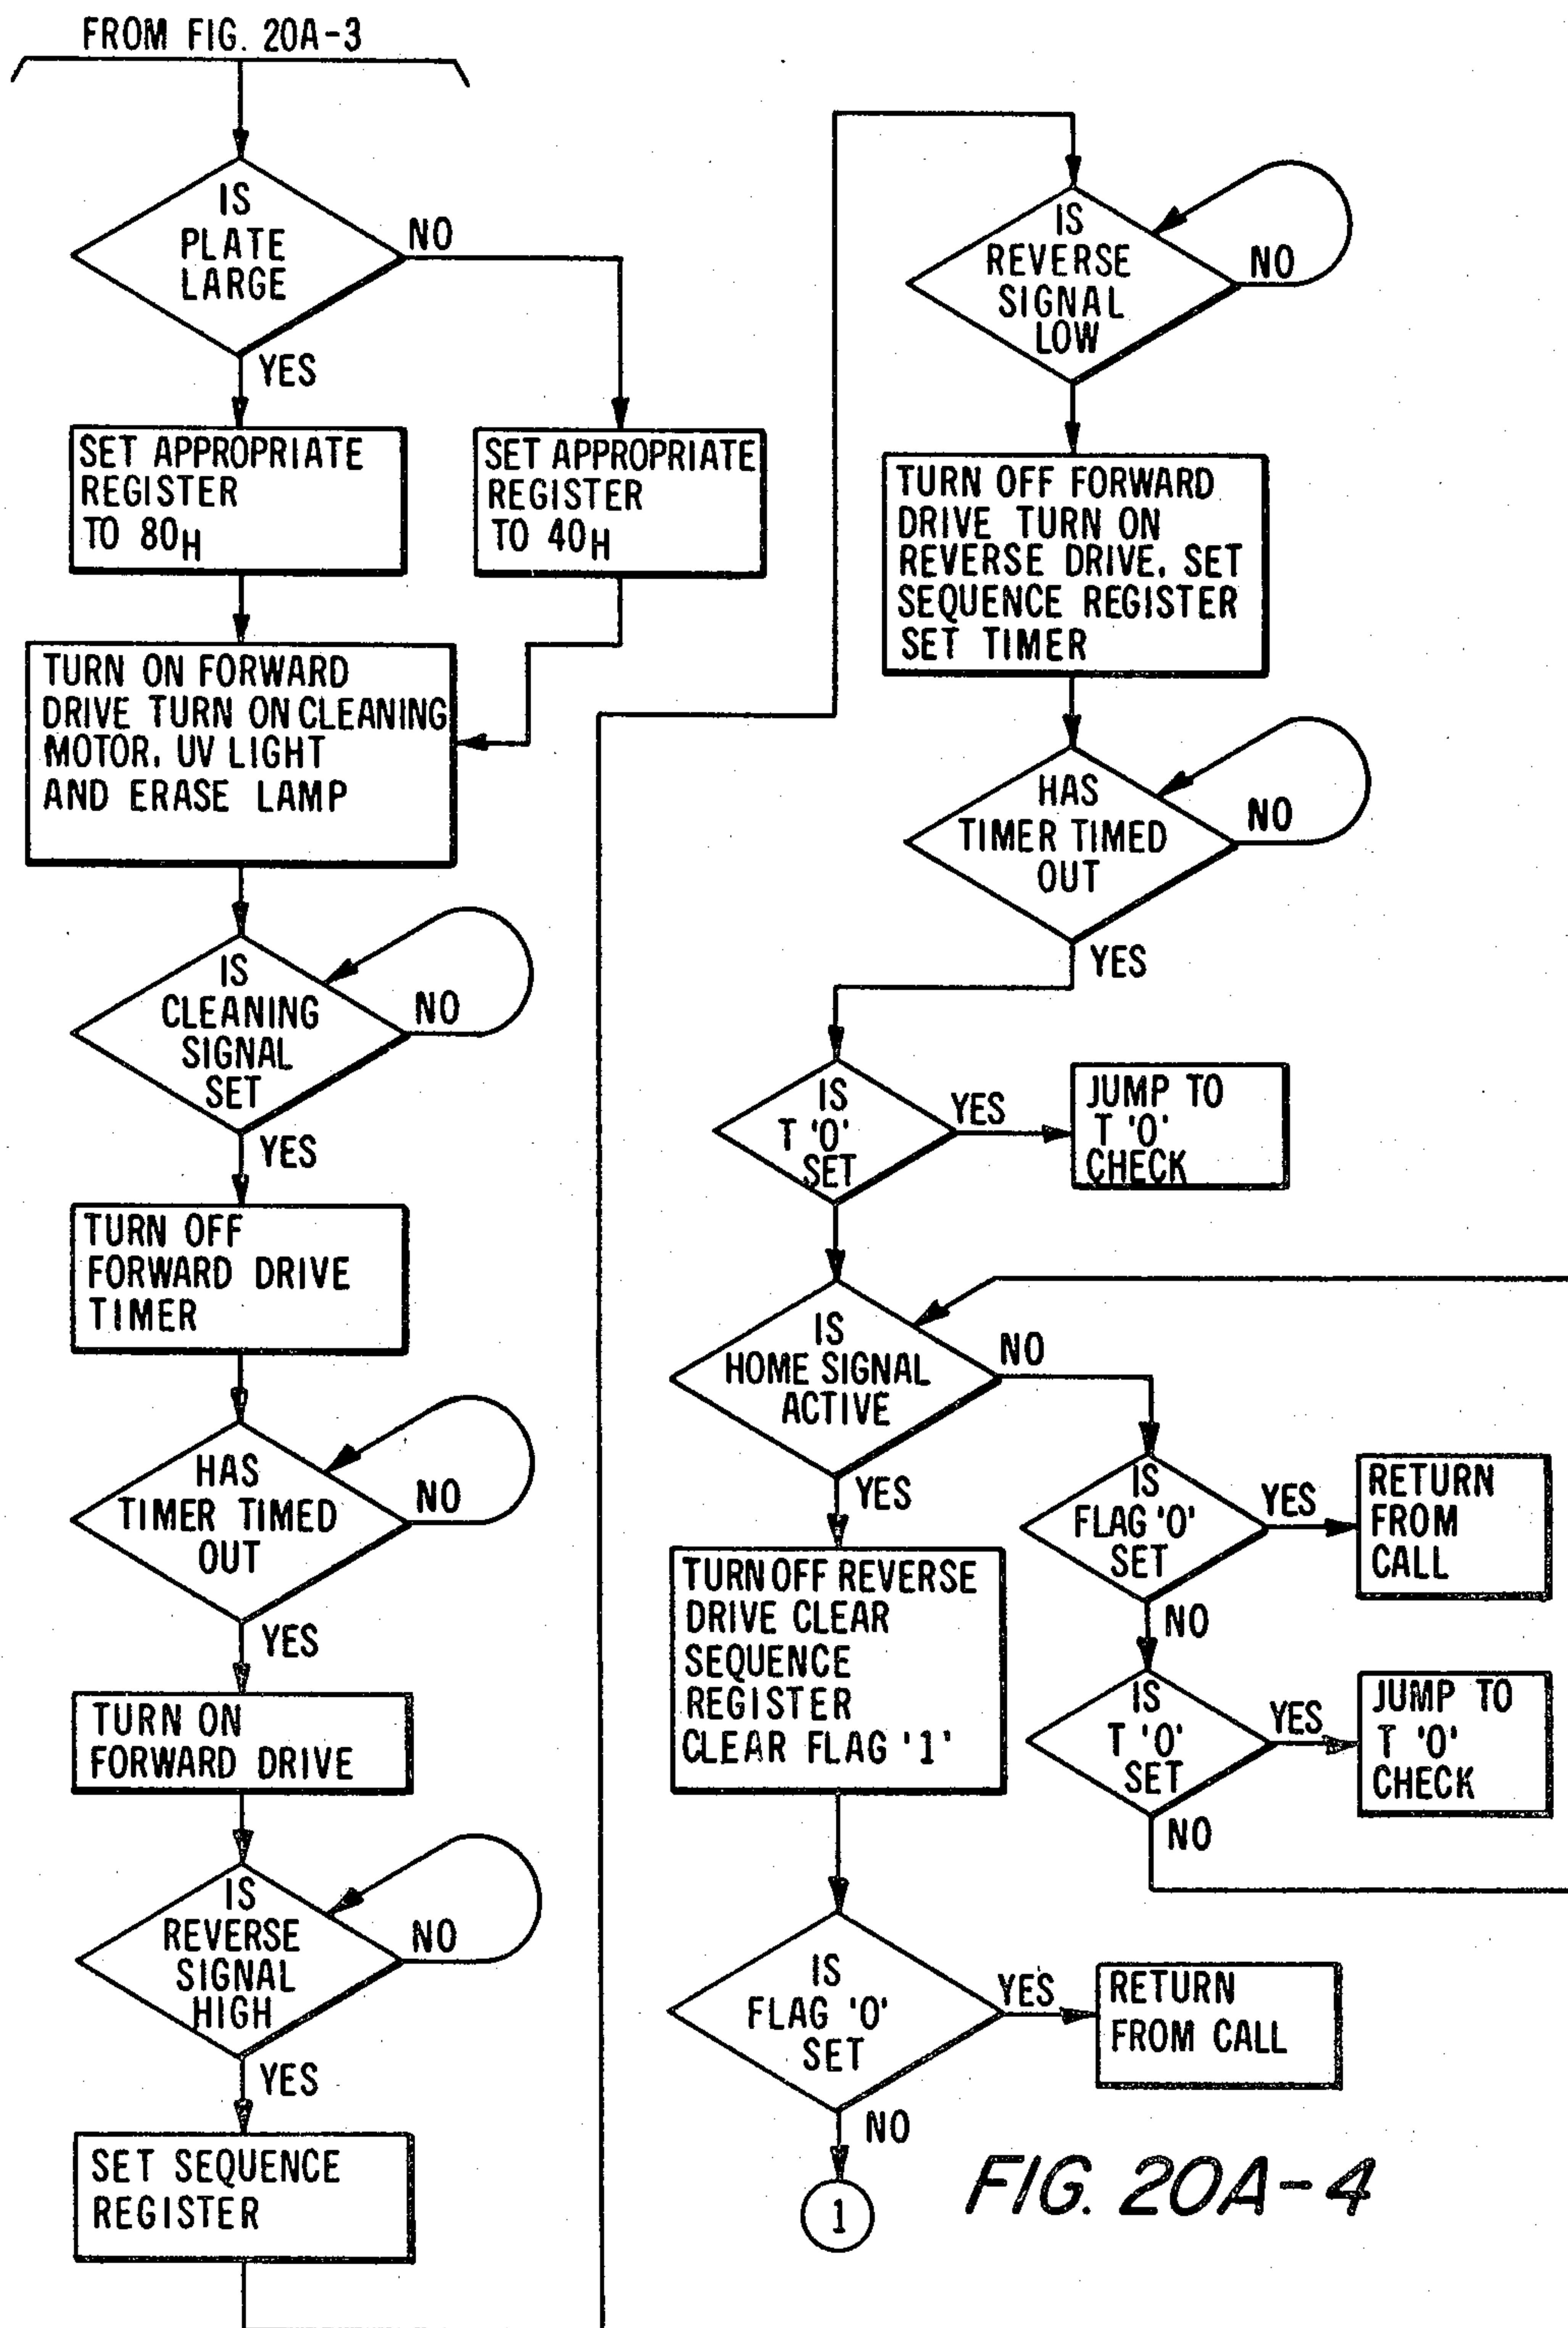 FROM FIG. 20A-3
IS
PLATE
LARGE
NO
YES
SET APPROPRIATE
REGISTER
TO 80H
SET APPROPRIATE
REGISTER
TO 40H
TURN ON FORWARD
DRIVE TURN ON CLEANING
MOTOR. UV LIGHT
AND ERASE LAMP
IS
CLEANING
SIGNAL
SET
NO
YES
TURN OFF
FORWARD DRIVE
TIMER
HAS
TIMER TIMED
OUT
NO
YES
TURN ON
FORWARD DRIVE
IS
REVERSE
SIGNAL
HIGH
NO
YES
SET SEQUENCE
REGISTER
IS
REVERSE
SIGNAL
LOW
NO
TURN OFF FORWARD
DRIVE TURN ON
REVERSE DRIVE. SET
SEQUENCE REGISTER
SET TIMER
HAS
TIMER TIMED
OUT
NO
YES
IS
T '0'
SET
YES
JUMP TO
T '0'
CHECK
IS
HOME SIGNAL
ACTIVE
NO
YES
IS
FLAG '0'
SET
YES
RETURN
FROM
CALL
NO
IS
T '0'
SET
YES
JUMP TO
T '0'
CHECK
NO
TURN OFF REVERSE
DRIVE CLEAR
SEQUENCE
REGISTER
CLEAR FLAG '1'
IS
FLAG '0'
SET
YES
RETURN
FROM CALL
NO
1
FIG. 20A-4